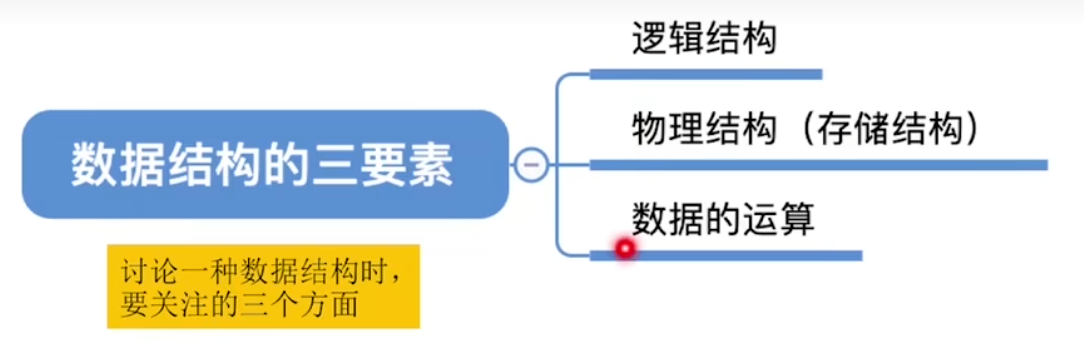 逻辑结构
物理结构（存储结构）
数据结构的三要素
数据的运算
讨论一种数据结构时，
要关注的三个方面